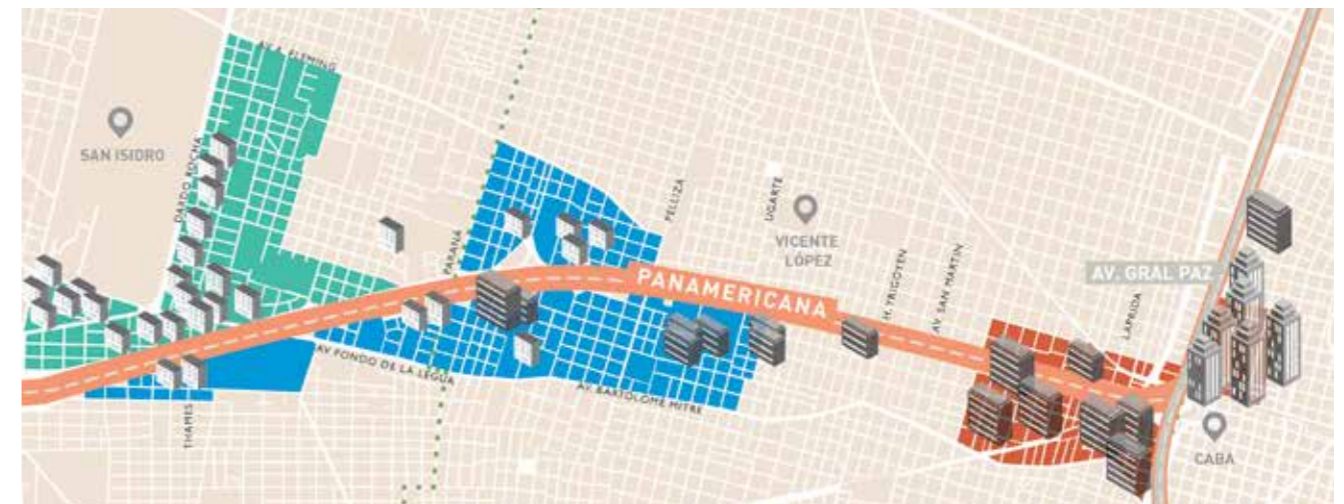 AV. A. FLEMING
SAN ISIDRO
DARDO ROCHA
PARANÁ
PELLIZA
UGARTE
VICENTE
LÓPEZ
PANAMERICANA
H. YRIGOYEN
AV. SAN MARTIN
AV. GRAL PAZ
LAPRIDA
AV FONDO DE LA LEGUA
AV. BARTOLOMÉ MITRE
THAMES
CABA